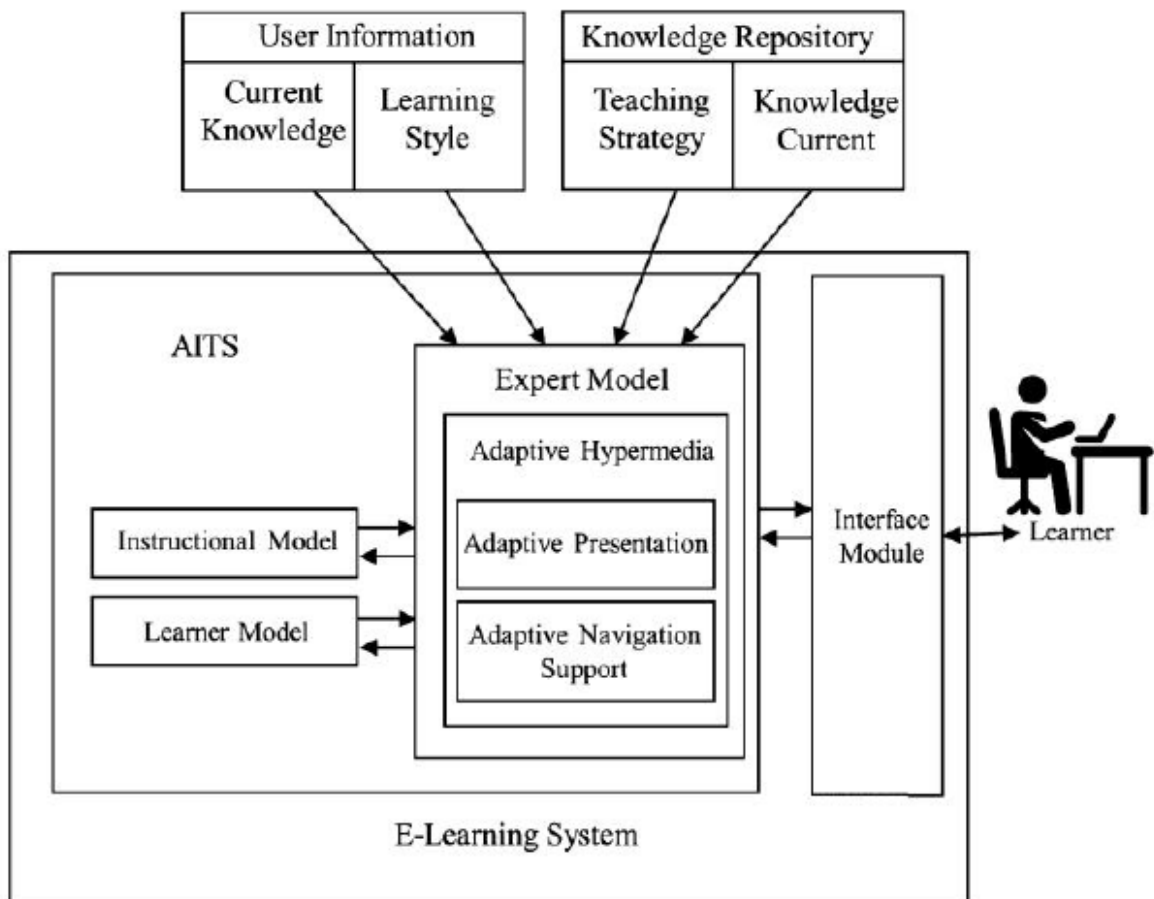 User Information
Current
Knowledge
Learning
Style
Knowledge Repository
Teaching
Strategy
Knowledge
Current
AITS
Expert Model
Adaptive Hypermedia
Adaptive Presentation
Adaptive Navigation
Support
Instructional Model
Learner Model
Interface
Module
Learner
E-Learning System